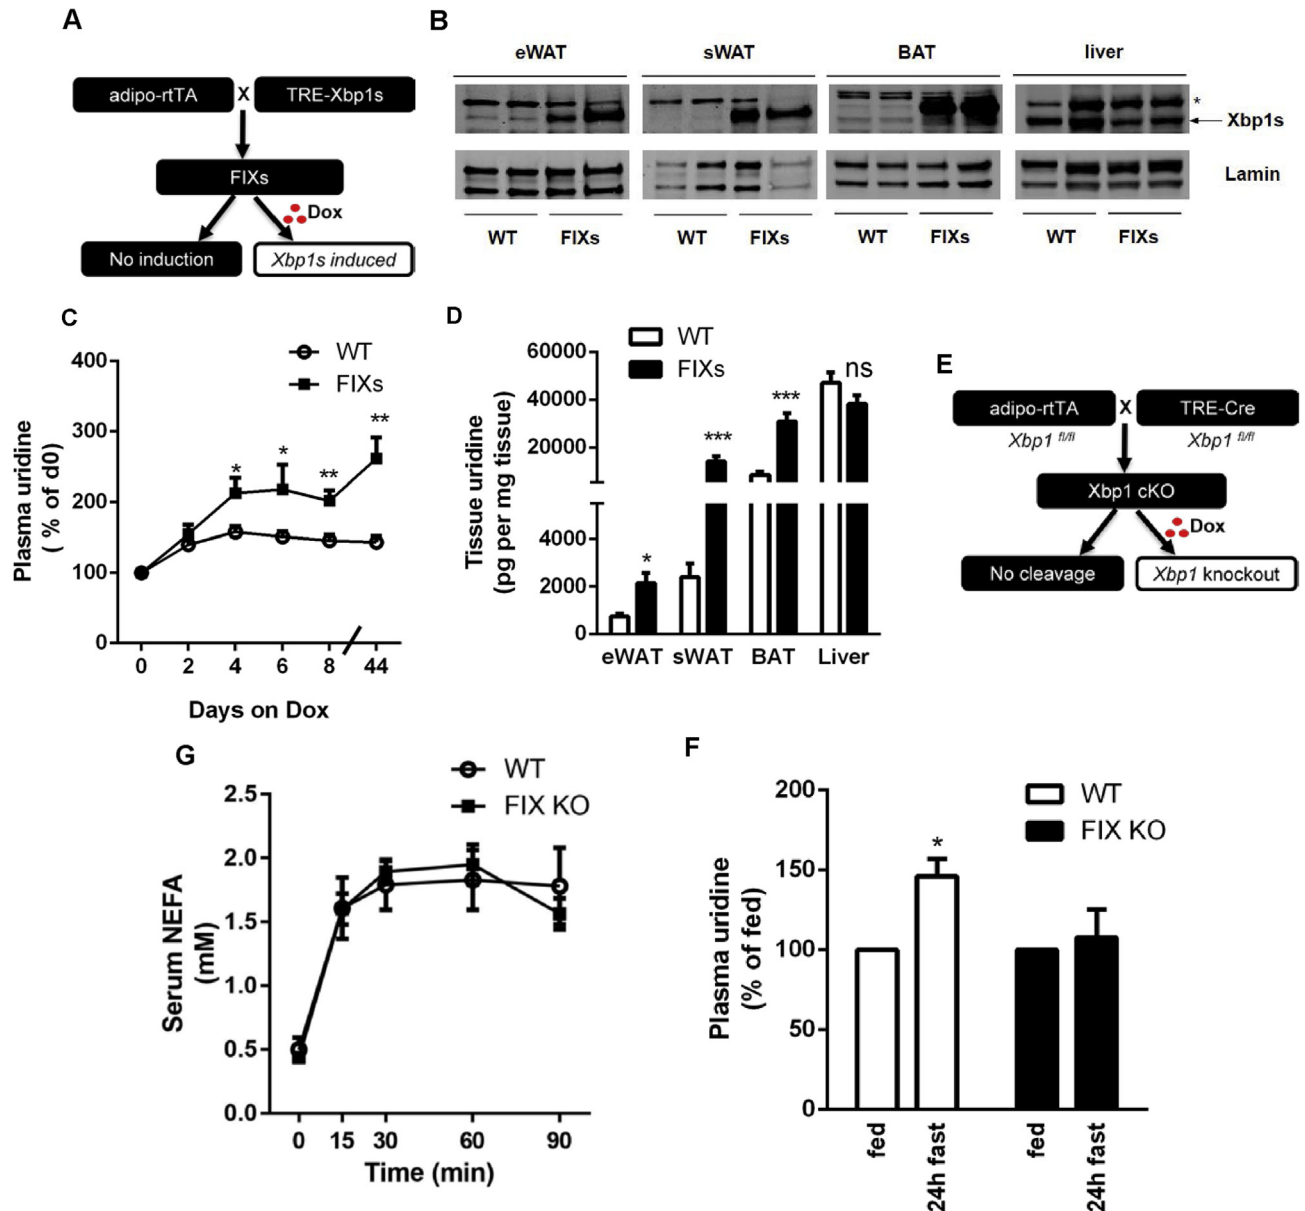 A
adipo-rtTA X TRE-Xbp1s
FIXs
Dox
No induction Xbp1s induced
B
eWAT sWAT BAT liver
*
Xbp1s
Lamin
WT FIXs WT FIXs WT FIXs WT FIXs
C
WT
FIXs
Plasma uridine
( % of d0)
400
300
200
100
0
* * ** **
0 2 4 6 8 44
Days on Dox
D
WT
FIXs
Tissue uridine
(pg per mg tissue)
60000
40000
20000
4000
2000
0
* *** *** ns
eWAT sWAT BAT Liver
E
adipo-rtTA X TRE-Cre
Xbp1 fl/fl Xbp1 fl/fl
Xbp1 cKO
Dox
No cleavage Xbp1 knockout
G
WT
FIX KO
Serum NEFA
(mM)
2.5
2.0
1.5
1.0
0.5
0.0
0 15 30 60 90
Time (min)
F
WT
FIX KO
Plasma uridine
(% of fed)
200
150
100
50
0
*
fed 24h fast fed 24h fast